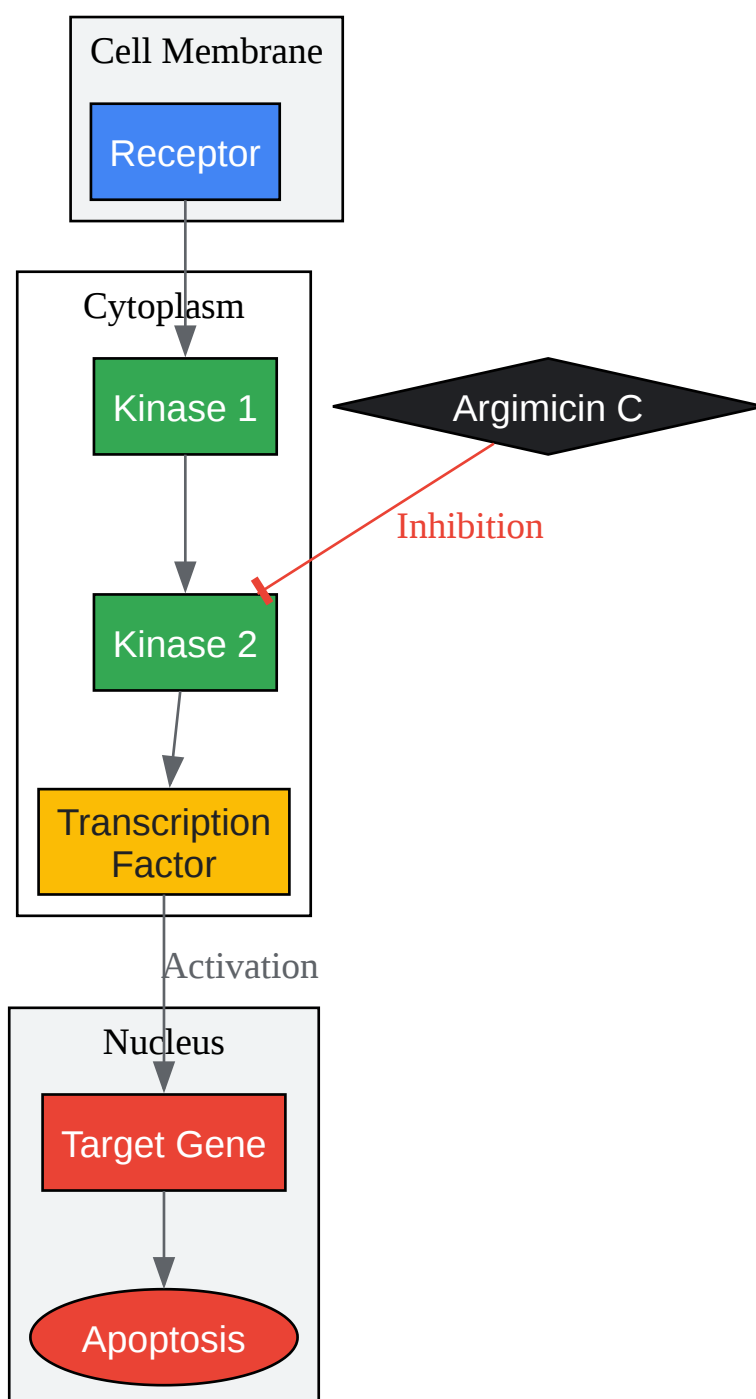 Cell Membrane
Receptor
Cytoplasm
Kinase 1
Argimicin C
Inhibition
Kinase 2
Transcription
Factor
Activation
Nucleus
Target Gene
Apoptosis